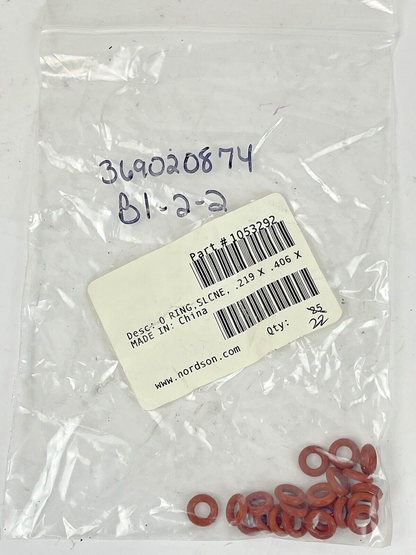 369020874
B1-2-2
Part # 1053292
Desc: O RING,SLCNE, .219 X .406 X
MADE IN: China
Qty: 85
22
www.nordson.com